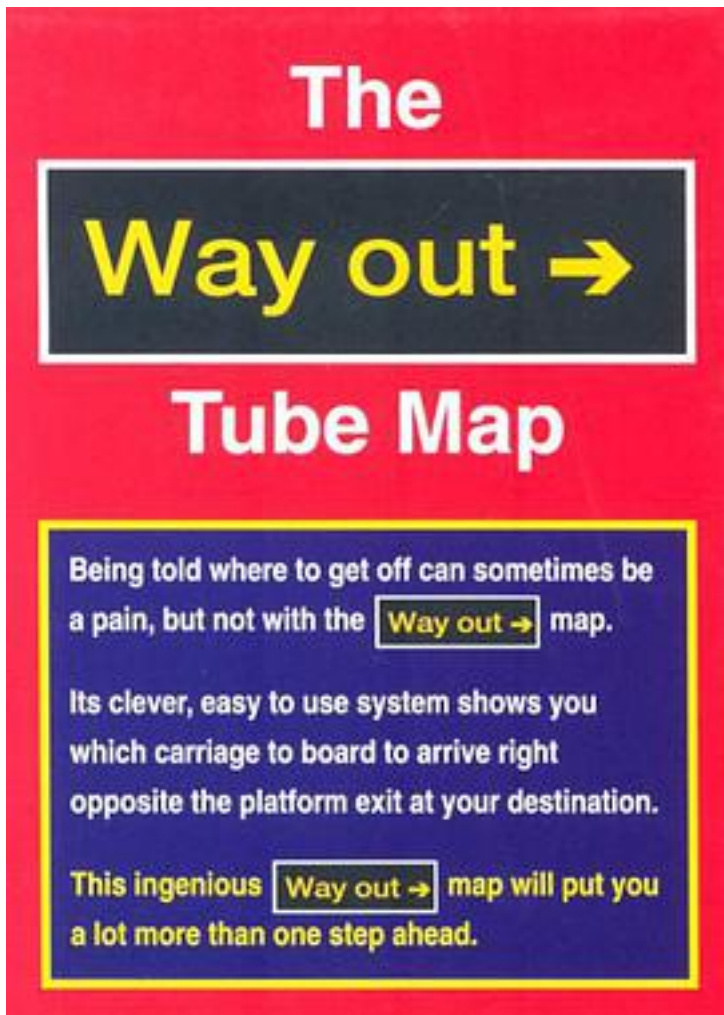 The
Way out →
Tube Map
Being told where to get off can sometimes be
a pain, but not with the Way out → map.
Its clever, easy to use system shows you
which carriage to board to arrive right
opposite the platform exit at your destination.
This ingenious Way out → map will put you
a lot more than one step ahead.